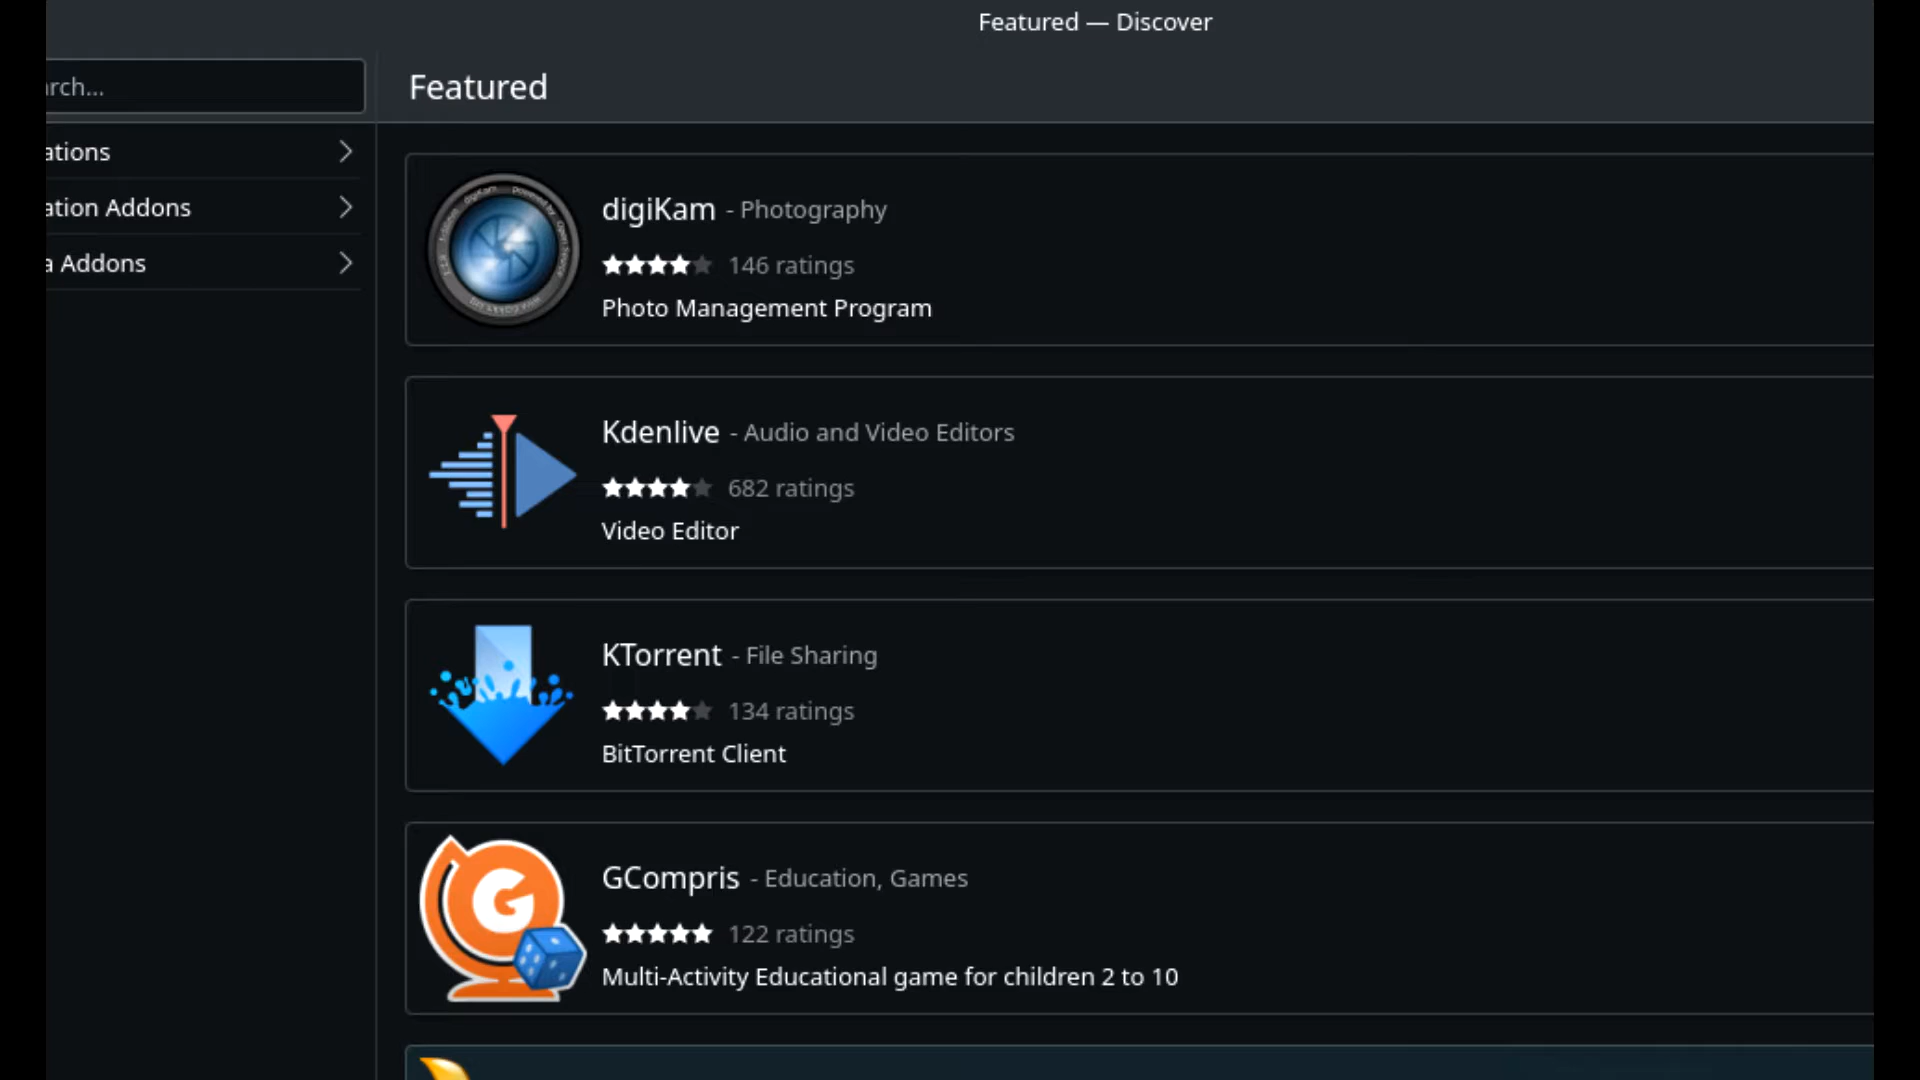 Featured — Discover
rch...
Featured
ations
ation Addons
a Addons
digiKam - Photography
146 ratings
Photo Management Program
Kdenlive - Audio and Video Editors
682 ratings
Video Editor
KTorrent - File Sharing
134 ratings
BitTorrent Client
G
GCompris - Education, Games
122 ratings
Multi-Activity Educational game for children 2 to 10